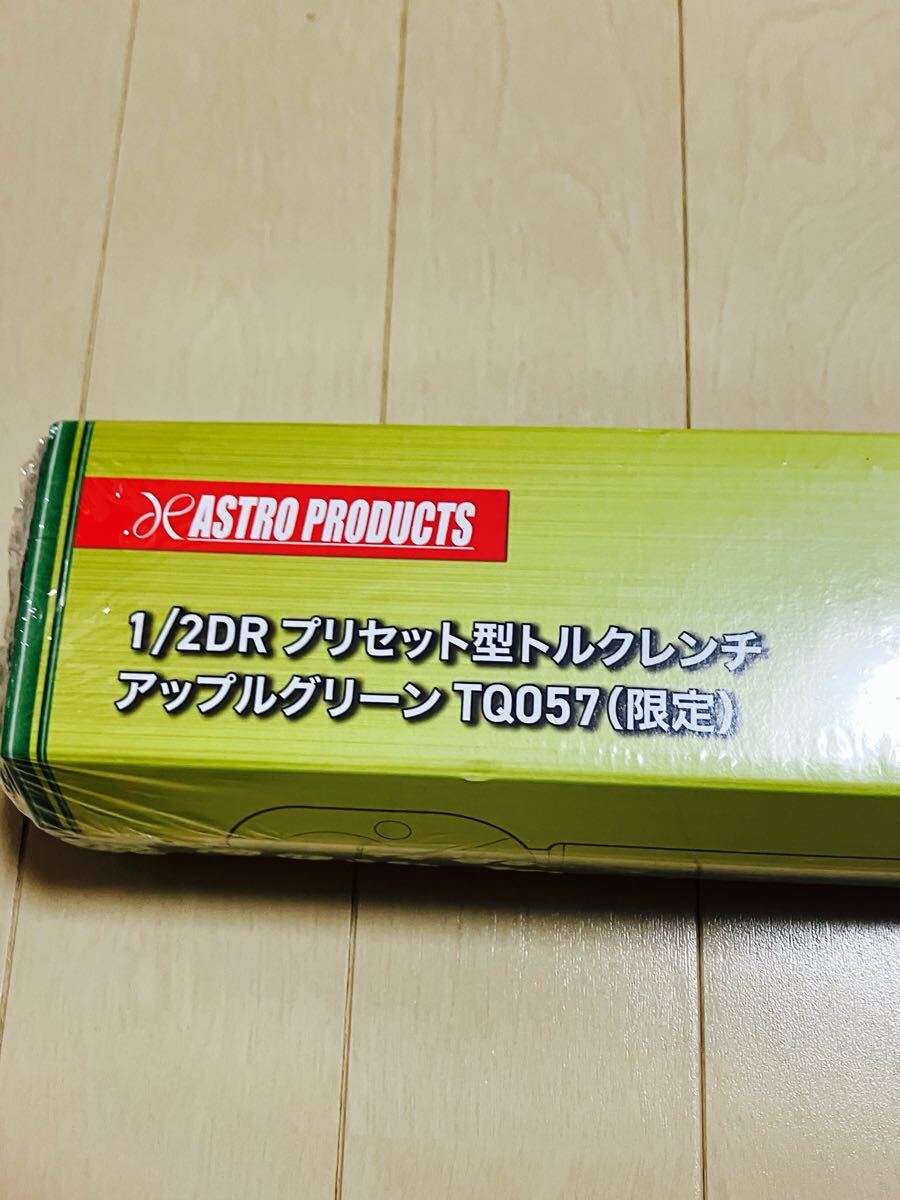 ASTRO PRODUCTS
1/2DR プリセット型トルクレンチ
アップルグリーン TQ057(限定)